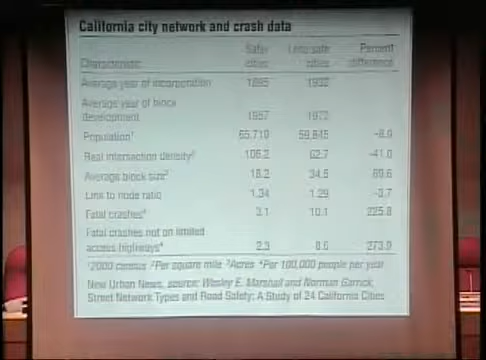 California city network and crash data
Characteristic Safer cities Less safe cities Percent difference
Average year of incorporation 1895 1932
Average year of block
development 1957 1972
Population¹ 65,719 59,845 -8.9
Real intersection density² 106.2 62.7 -41.0
Average block size³ 18.2 34.5 89.6
Link to node ratio 1.34 1.29 -3.7
Fatal crashes⁴ 3.1 10.1 225.8
Fatal crashes not on limited
access highways⁴ 2.3 8.6 273.9
¹2000 census ²Per square mile ³Acres ⁴Per 100,000 people per year
New Urban News, source: Wesley E. Marshall and Norman Garrick,
Street Network Types and Road Safety: A Study of 24 California Cities